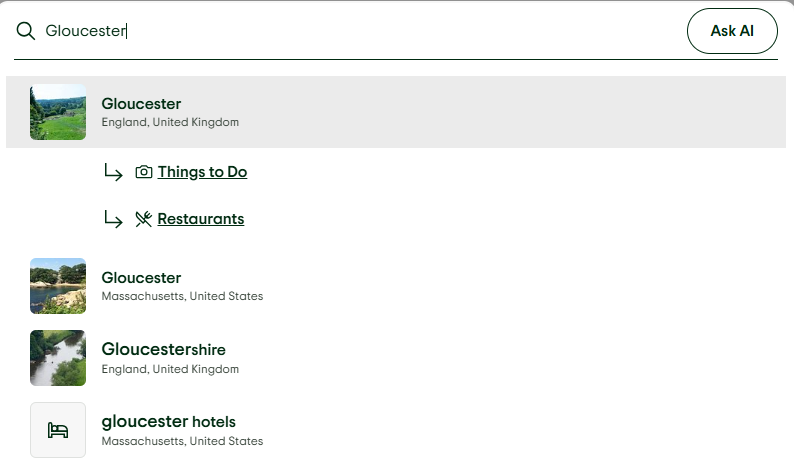 Gloucester
Ask AI
Gloucester
England, United Kingdom
Things to Do
Restaurants
Gloucester
Massachusetts, United States
Gloucestershire
England, United Kingdom
gloucester hotels
Massachusetts, United States